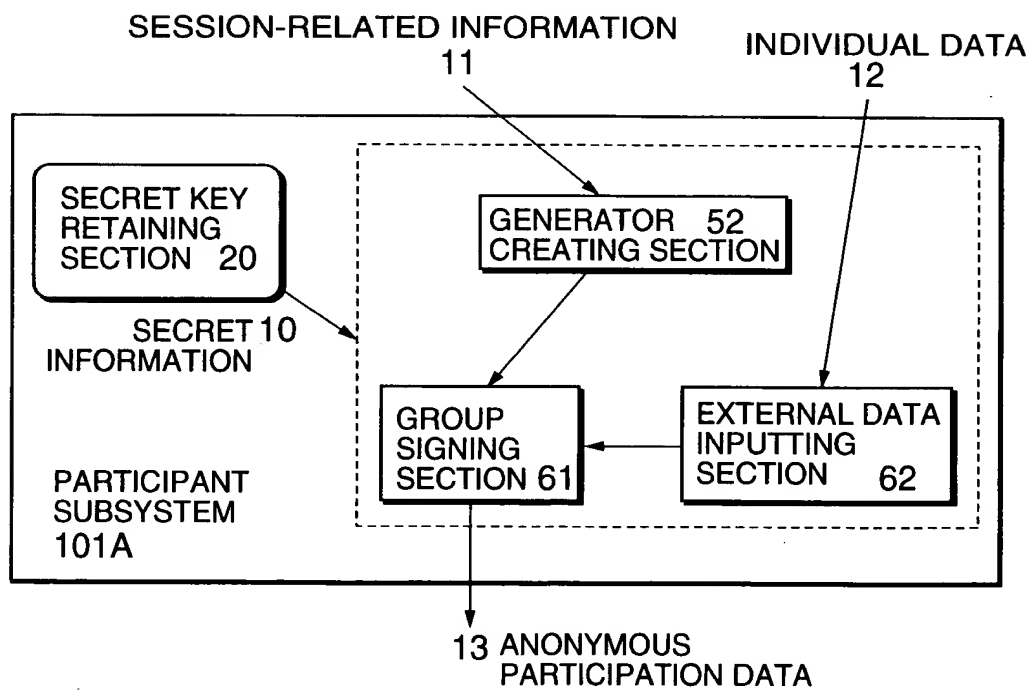 SESSION-RELATED INFORMATION
11
INDIVIDUAL DATA
12
SECRET KEY
RETAINING
SECTION 20
GENERATOR 52
CREATING SECTION
SECRET 10
INFORMATION
GROUP
SIGNING
SECTION 61
EXTERNAL DATA
INPUTTING
SECTION 62
PARTICIPANT
SUBSYSTEM
101A
13 ANONYMOUS
PARTICIPATION DATA